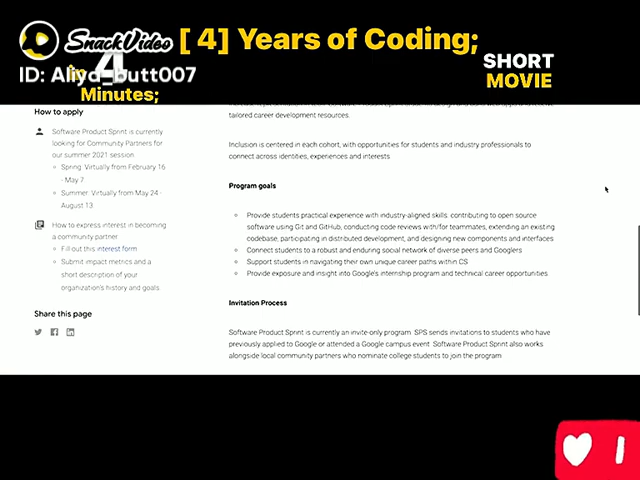 SnackVideo
[ 4] Years of Coding;
ID: Aliya_butt007
in 4
Minutes;
SHORT
MOVIE
How to apply
Software Product Sprint is currently
looking for Community Partners for
our summer 2021 session
Spring: Virtually from February 16
- May 7
Summer: Virtually from May 24 -
August 13
How to express interest in becoming
a community partner
Fill out this interest form
Submit impact metrics and a
short description of your
organization's history and goals
Share this page
tailored career development resources.
Inclusion is centered in each cohort, with opportunities for students and industry professionals to
connect across identities, experiences and interests
Program goals
Provide students practical experience with industry-aligned skills: contributing to open source
software using Git and GitHub, conducting code reviews with/for teammates, extending an existing
codebase, participating in distributed development, and designing new components and interfaces
Connect students to a robust and enduring social network of diverse peers and Googlers
Support students in navigating their own unique career paths within CS
Provide exposure and insight into Google's internship program and technical career opportunities
Invitation Process
Software Product Sprint is currently an invite-only program. SPS sends invitations to students who have
previously applied to Google or attended a Google campus event. Software Product Sprint also works
alongside local community partners who nominate college students to join the program
1